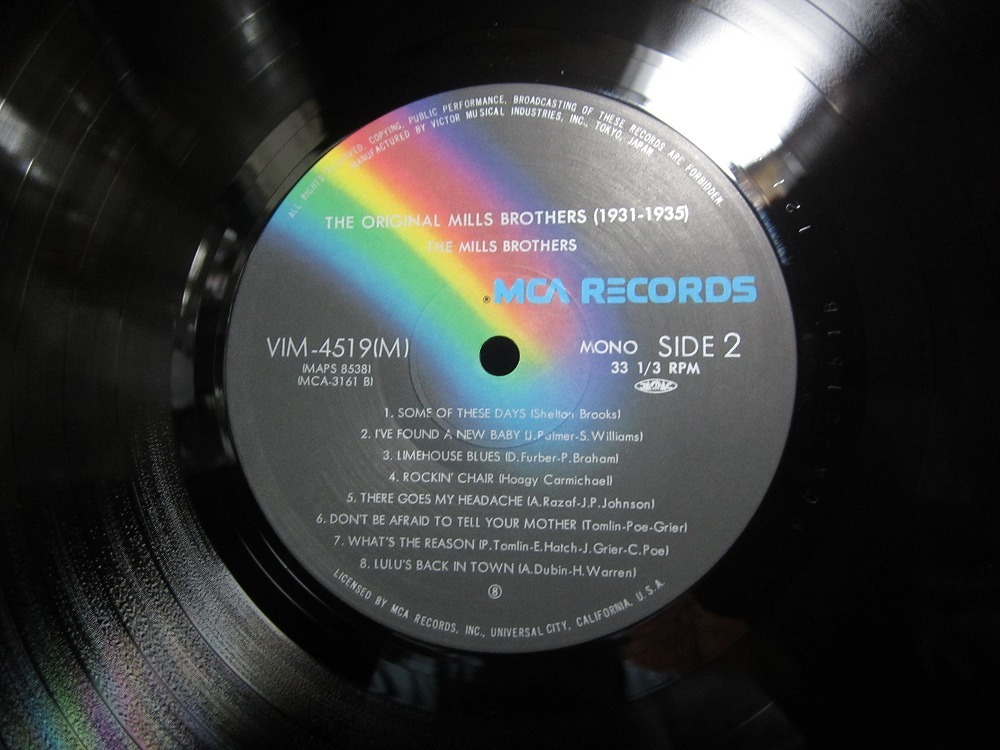 ALL RIGHTS RESERVED. COPYING, PUBLIC PERFORMANCE, BROADCASTING OF THESE RECORDS ARE FORBIDDEN.
MANUFACTURED BY VICTOR MUSICAL INDUSTRIES, INC., TOKYO, JAPAN
THE ORIGINAL MILLS BROTHERS (1931-1935)
THE MILLS BROTHERS
® MCA RECORDS
VIM-4519(M)
(MAPS 8538)
(MCA-3161 B)
MONO SIDE 2
33 1/3 RPM
JASRAC
1. SOME OF THESE DAYS (Shelton Brooks)
2. I'VE FOUND A NEW BABY (J.Palmer-S.Williams)
3. LIMEHOUSE BLUES (D.Furber-P.Braham)
4. ROCKIN' CHAIR (Hoagy Carmichael)
5. THERE GOES MY HEADACHE (A.Razaf-J.P.Johnson)
6. DON'T BE AFRAID TO TELL YOUR MOTHER (Tomlin-Poe-Grier)
7. WHAT'S THE REASON (P.Tomlin-E.Hatch-J.Grier-C.Poe)
8. LULU'S BACK IN TOWN (A.Dubin-H.Warren)
⑧
LICENSED BY MCA RECORDS, INC., UNIVERSAL CITY, CALIFORNIA, U.S.A.